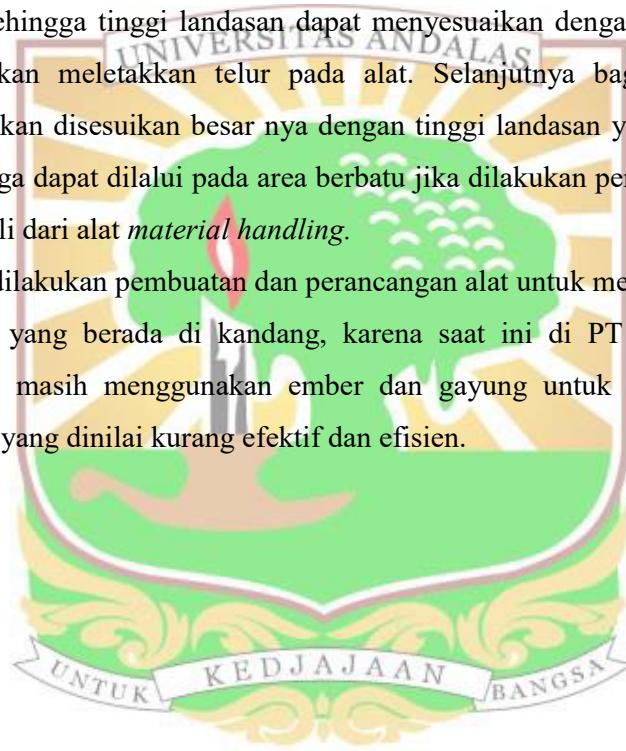 ehingga tinggi landasan dapat menyesuaikan denga
UNIVERSITAS ANDALAS
kan meletakkan telur pada alat. Selanjutnya bag
kan disesuikan besar nya dengan tinggi landasan y
ga dapat dilalui pada area berbatu jika dilakukan per
li dari alat material handling.
dilakukan pembuatan dan perancangan alat untuk me
yang berada di kandang, karena saat ini di PT
masih menggunakan ember dan gayung untuk
yang dinilai kurang efektif dan efisien.
UNTUK KEDJAJAAN BANGSA